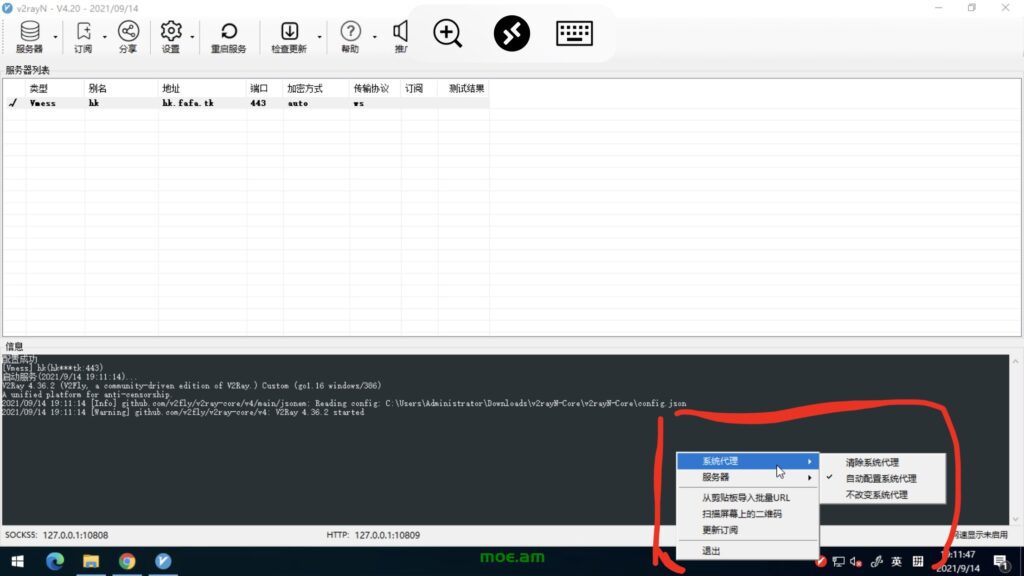 v2rayN - V4.20 - 2021/09/14
服务器 订阅 分享 设置 重启服务 检查更新 帮助
服务器列表
类型 别名 地址 端口 加密方式 传输协议 订阅 测试结果
Vmess hk hk.fafa.tk 443 auto ws
信息
配置成功
[Vmess] hk(hk***tk:443)
启动服务(2021/9/14 19:11:14)...
V2Ray 4.36.2 (V2Fly, a community-driven edition of V2Ray.) Custom (go1.16 windows/386)
A unified platform for anti-censorship.
2021/09/14 19:11:14 [Info] github.com/v2fly/v2ray-core/v4/main/jsonem: Reading config: C:\Users\Administrator\Downloads\v2rayN-Core\v2rayN-Core\config.json
2021/09/14 19:11:14 [Warning] github.com/v2fly/v2ray-core/v4: V2Ray 4.36.2 started
系统代理 清除系统代理
服务器 自动配置系统代理
不改变系统代理
从剪贴板导入批量URL
扫描屏幕上的二维码
更新订阅
退出
SOCKS5: 127.0.0.1:10808 HTTP: 127.0.0.1:10809 网速显示未启用
moe.am
英
19:11:47
2021/9/14
1